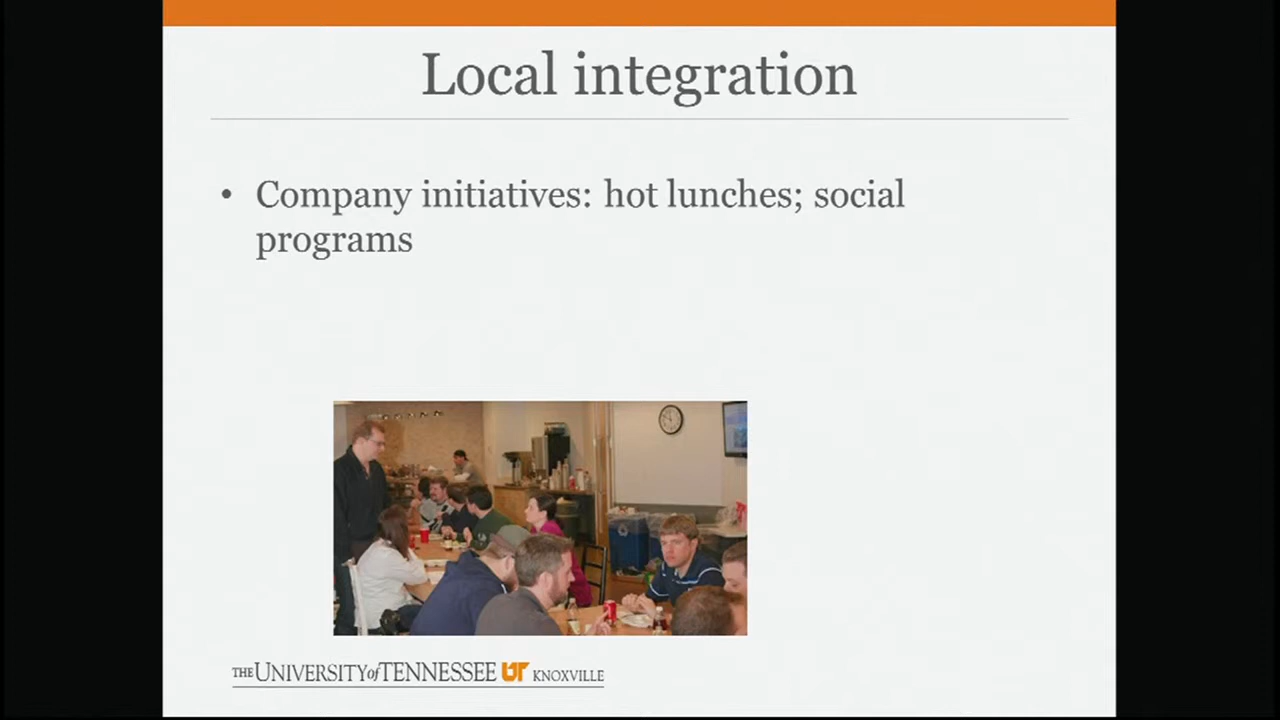 Local integration
• Company initiatives: hot lunches; social
programs
THE UNIVERSITY of TENNESSEE UT KNOXVILLE